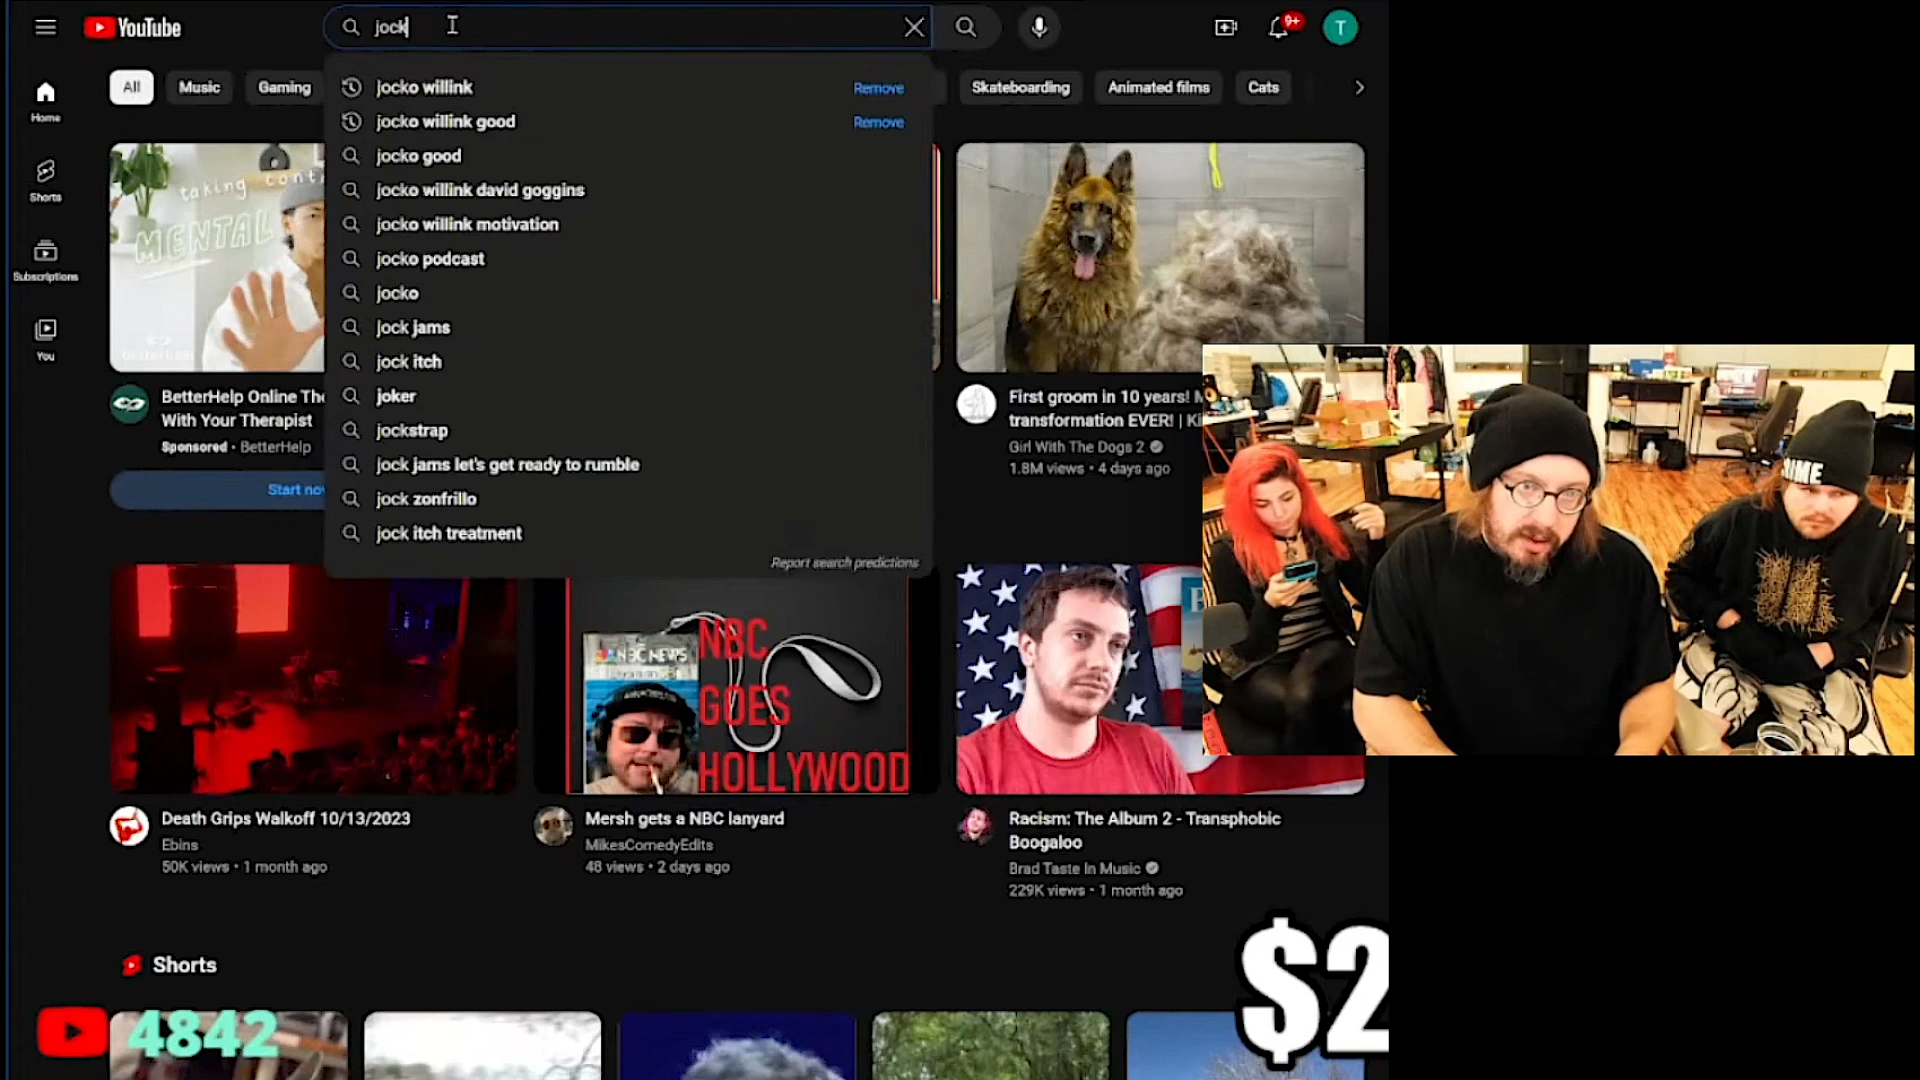 YouTube
jock
9+
T
jocko willink
Remove
jocko willink good
Remove
jocko good
jocko willink david goggins
jocko willink motivation
jocko podcast
jocko
jock jams
jock itch
joker
jockstrap
jock jams let's get ready to rumble
jock zonfrillo
jock itch treatment
Report search predictions
All
Music
Gaming
Skateboarding
Animated films
Cats
Home
Shorts
Subscriptions
You
taking contr
MENTAL
BetterHelp Online The
With Your Therapist
Sponsored • BetterHelp
Start now
First groom in 10 years! M
transformation EVER! | Ki
Girl With The Dogs 2
1.8M views • 4 days ago
NBC NEWS
NBC
GOES
HOLLYWOOD
Death Grips Walkoff 10/13/2023
Ebins
50K views • 1 month ago
Mersh gets a NBC lanyard
MikesComedyEdits
48 views • 2 days ago
Racism: The Album 2 - Transphobic
Boogaloo
Brad Taste In Music
229K views • 1 month ago
Shorts
4842
$2